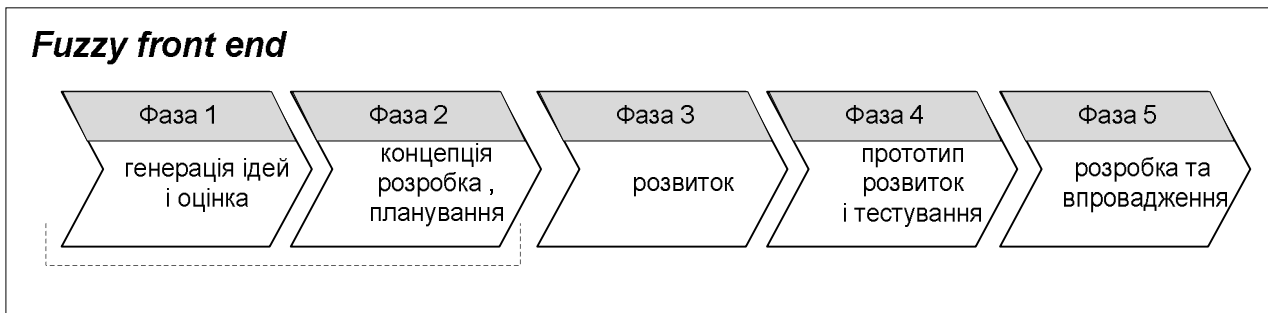 Fuzzy front end
Фаза 1
генерація ідей
і оцінка
Фаза 2
концепція
розробка ,
планування
Фаза 3
розвиток
Фаза 4
прототип
розвиток
і тестування
Фаза 5
розробка та
впровадження